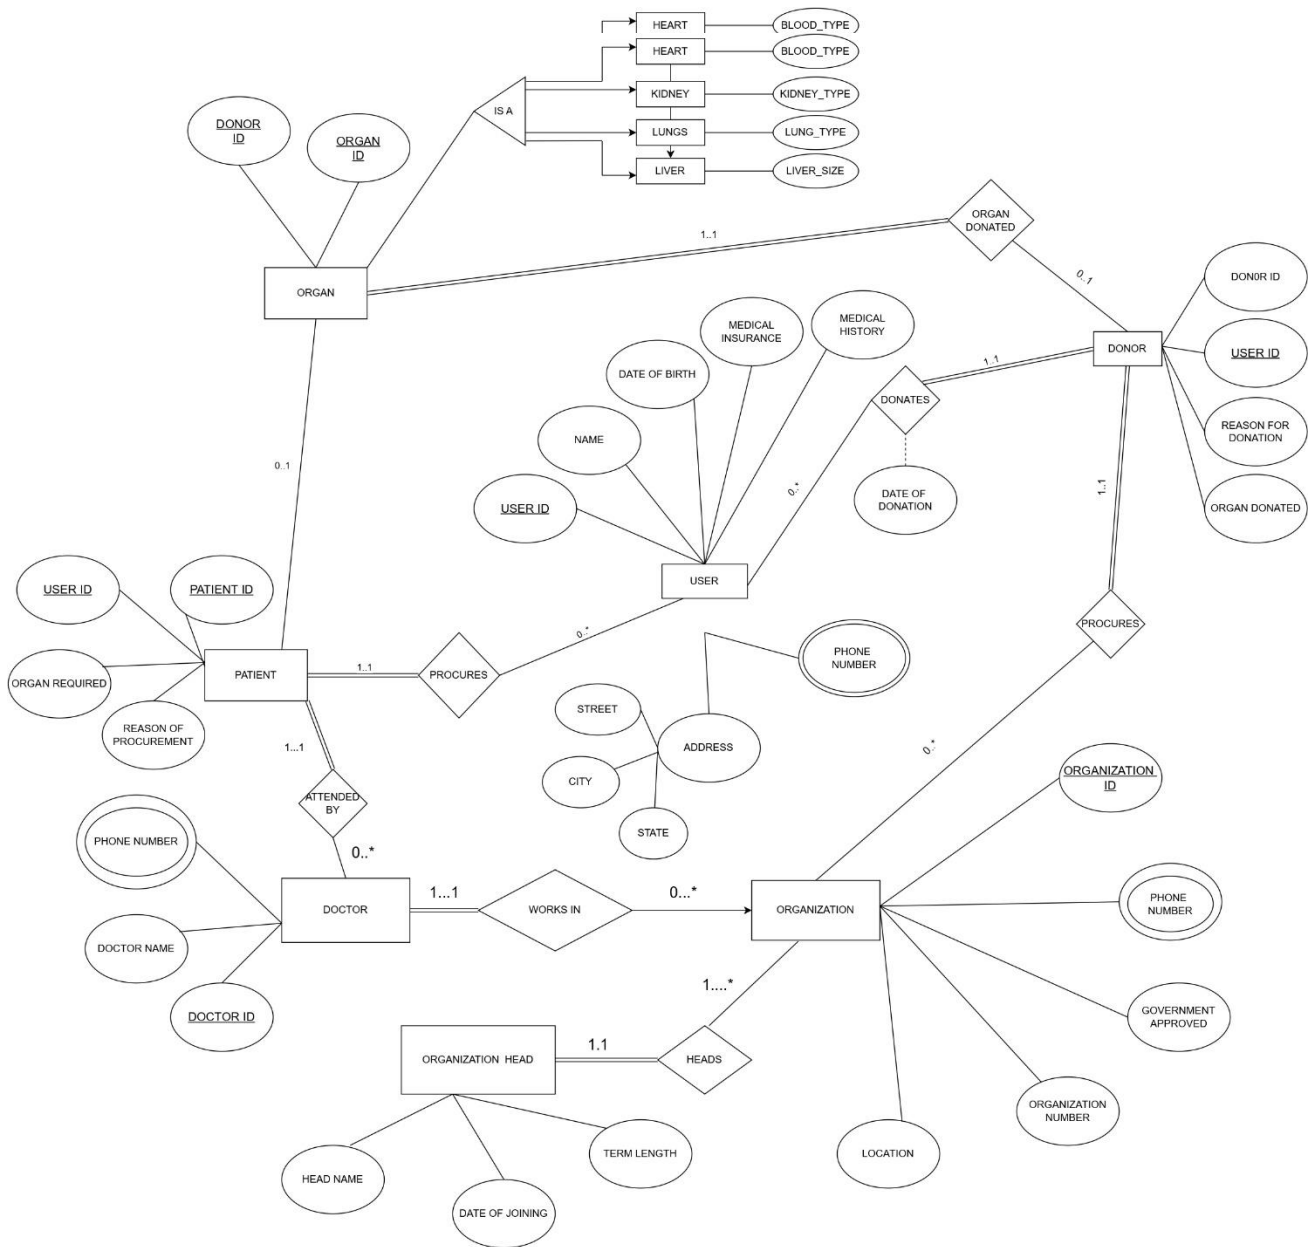 HEART
BLOOD_TYPE
HEART
BLOOD_TYPE
IS A
KIDNEY
KIDNEY_TYPE
LUNGS
LUNG_TYPE
LIVER
LIVER_SIZE
DONOR
ID
ORGAN
ID
ORGAN
DONATED
1..1
0..1
ORGAN
DON0R ID
MEDICAL
INSURANCE
MEDICAL
HISTORY
DONOR
USER ID
1..1
DATE OF BIRTH
DONATES
NAME
REASON FOR
DONATION
0..1
0..*
1..1
DATE OF
DONATION
ORGAN DONATED
USER ID
USER
USER ID
PATIENT ID
PROCURES
0..*
PHONE
NUMBER
1..1
PROCURES
ORGAN REQUIRED
PATIENT
STREET
REASON OF
PROCUREMENT
1...1
ADDRESS
0..*
CITY
ORGANIZATION
ID
ATTENDED
BY
STATE
PHONE NUMBER
0..*
1...1
0...*
PHONE
NUMBER
DOCTOR
WORKS IN
ORGANIZATION
DOCTOR NAME
1....*
DOCTOR ID
GOVERNMENT
APPROVED
1.1
ORGANIZATION HEAD
HEADS
ORGANIZATION
NUMBER
TERM LENGTH
LOCATION
HEAD NAME
DATE OF JOINING